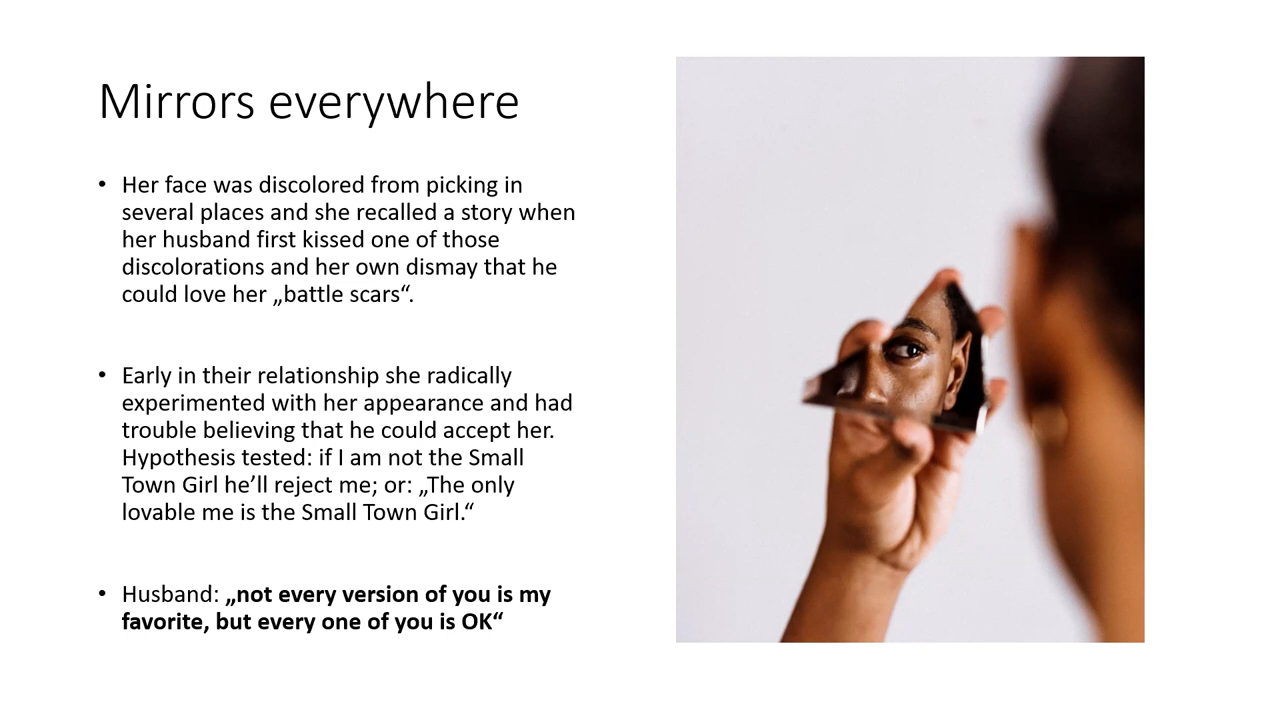 Mirrors everywhere
• Her face was discolored from picking in
several places and she recalled a story when
her husband first kissed one of those
discolorations and her own dismay that he
could love her „battle scars“.
• Early in their relationship she radically
experimented with her appearance and had
trouble believing that he could accept her.
Hypothesis tested: if I am not the Small
Town Girl he’ll reject me; or: „The only
lovable me is the Small Town Girl.“
• Husband: „not every version of you is my
favorite, but every one of you is OK“